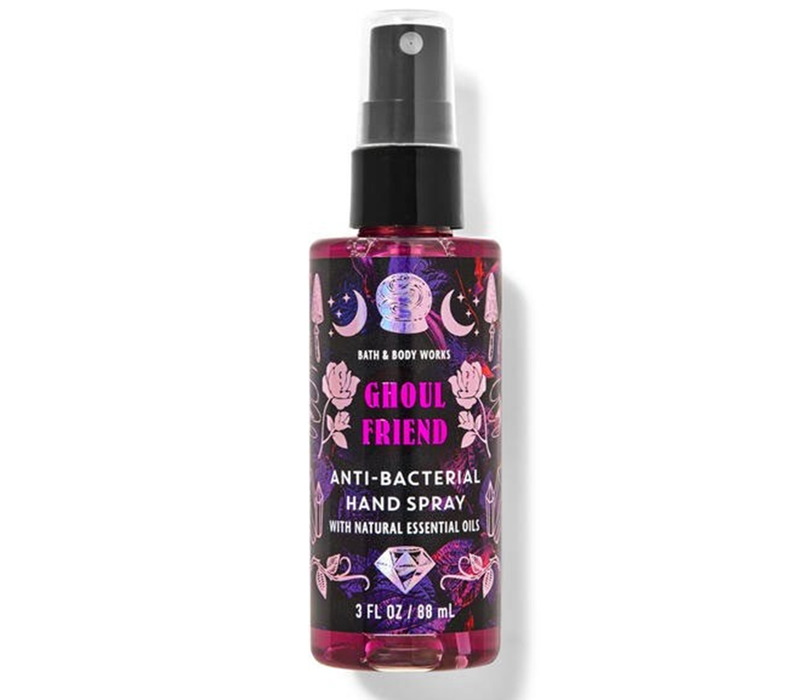 BATH & BODY WORKS
GHOUL
FRIEND
ANTI-BACTERIAL
HAND SPRAY
WITH NATURAL ESSENTIAL OILS
3 FL OZ / 88 mL